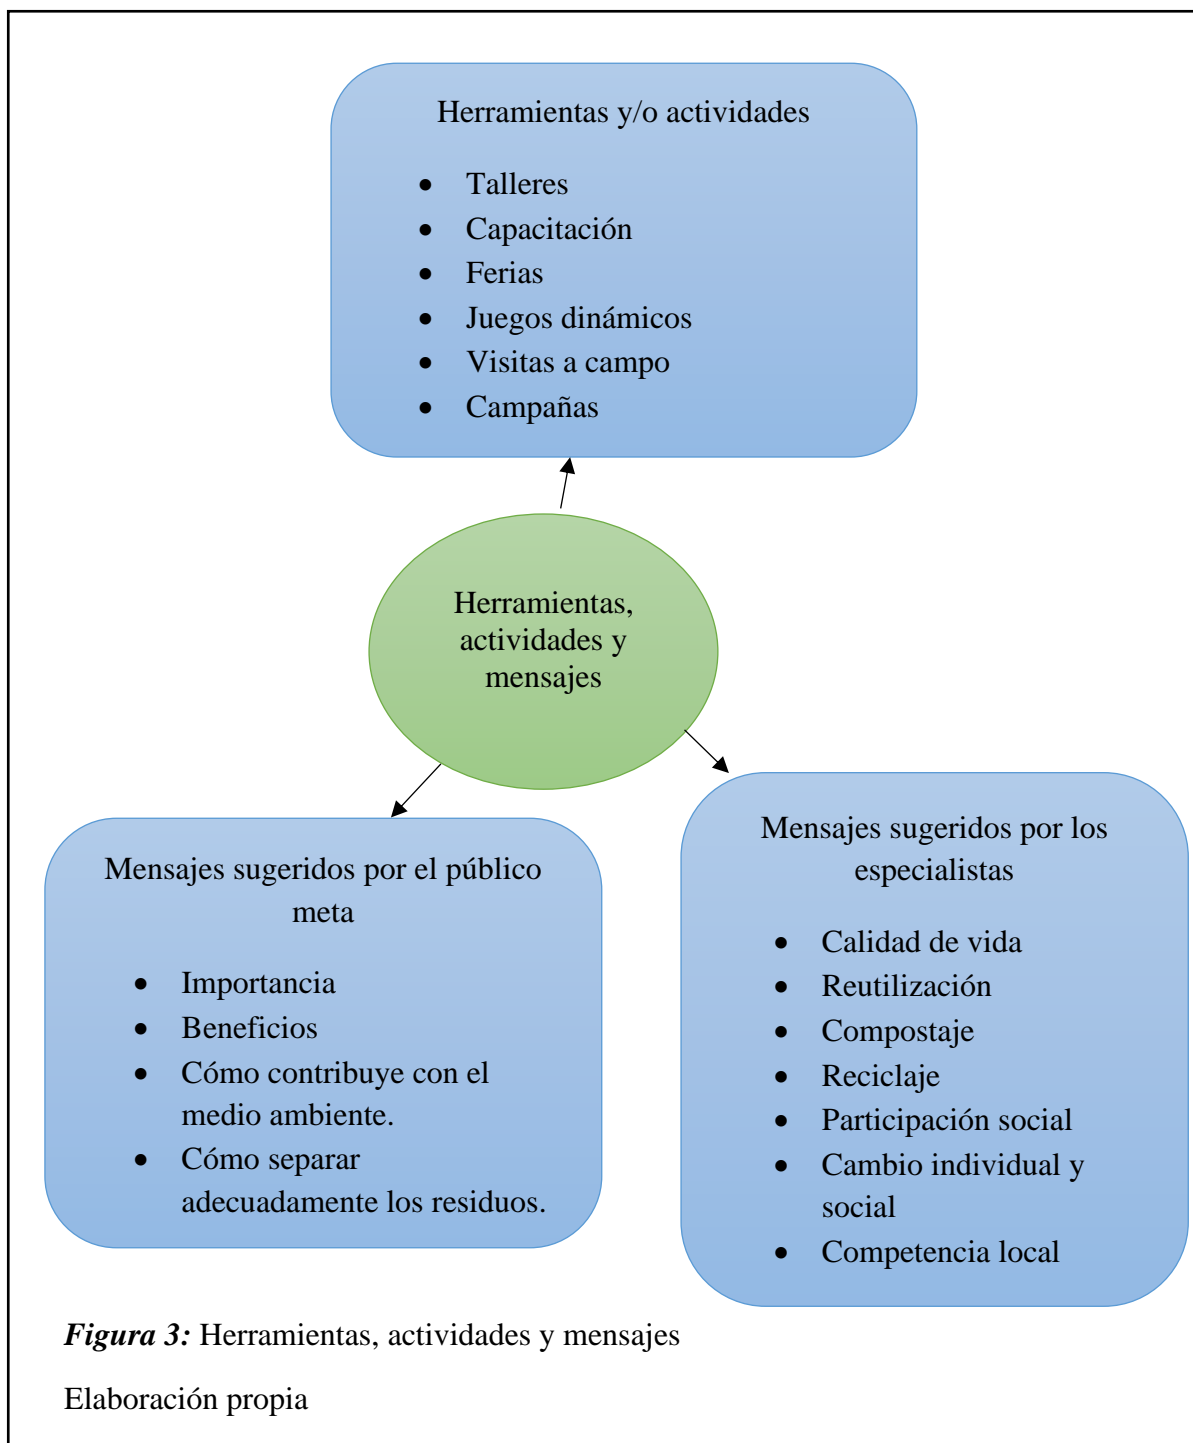 Herramientas y/o actividades
• Talleres
• Capacitación
• Ferias
• Juegos dinámicos
• Visitas a campo
• Campañas
Herramientas,
actividades y
mensajes
Mensajes sugeridos por el público
meta
• Importancia
• Beneficios
• Cómo contribuye con el
medio ambiente.
• Cómo separar
adecuadamente los residuos.
Mensajes sugeridos por los
especialistas
• Calidad de vida
• Reutilización
• Compostaje
• Reciclaje
• Participación social
• Cambio individual y
social
• Competencia local
Figura 3: Herramientas, actividades y mensajes
Elaboración propia